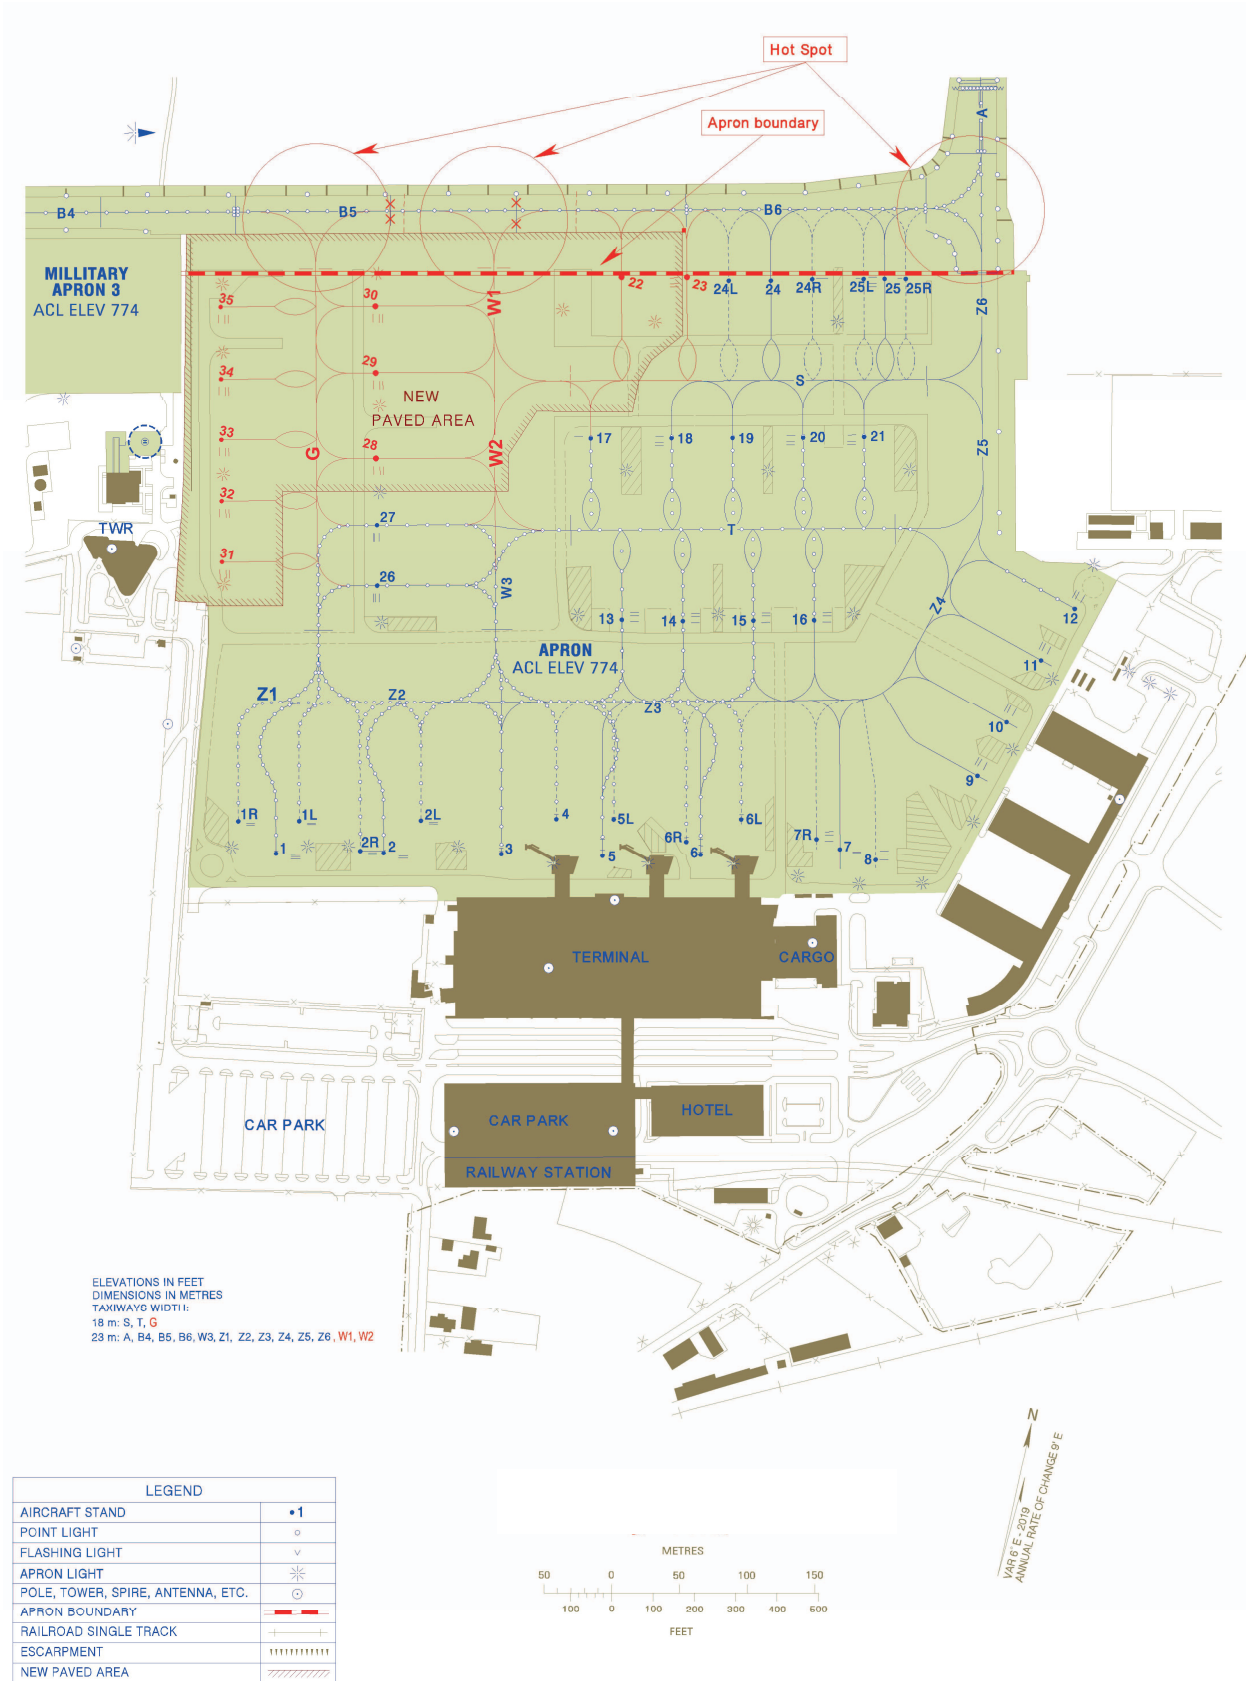 Hot Spot
Apron boundary
A
B4
B5
B6
MILLITARY
APRON 3
ACL ELEV 774
22
23
24L
24
24R
25L
25
25R
35
30
W1
Z6
34
29
S
NEW
PAVED AREA
33
28
G
W2
17
18
19
20
21
Z5
32
27
T
TWR
31
26
W3
Z4
12
13
14
15
16
APRON
ACL ELEV 774
11
Z1
Z2
Z3
10
9
1R
1L
2L
4
5L
6L
1
2R
2
3
5
6R
6
7R
7
8
TERMINAL
CARGO
CAR PARK
CAR PARK
HOTEL
RAILWAY STATION
ELEVATIONS IN FEET
DIMENSIONS IN METRES
TAXIWAYS WIDTH:
18 m: S, T, G
23 m: A, B4, B5, B6, W3, Z1, Z2, Z3, Z4, Z5, Z6, W1, W2
N
VAR 6° E - 2019
ANNUAL RATE OF CHANGE 9' E
LEGEND
AIRCRAFT STAND
1
POINT LIGHT
FLASHING LIGHT
APRON LIGHT
POLE, TOWER, SPIRE, ANTENNA, ETC.
APRON BOUNDARY
RAILROAD SINGLE TRACK
ESCARPMENT
NEW PAVED AREA
METRES
50 0 50 100 150
100 0 100 200 300 400 600
FEET